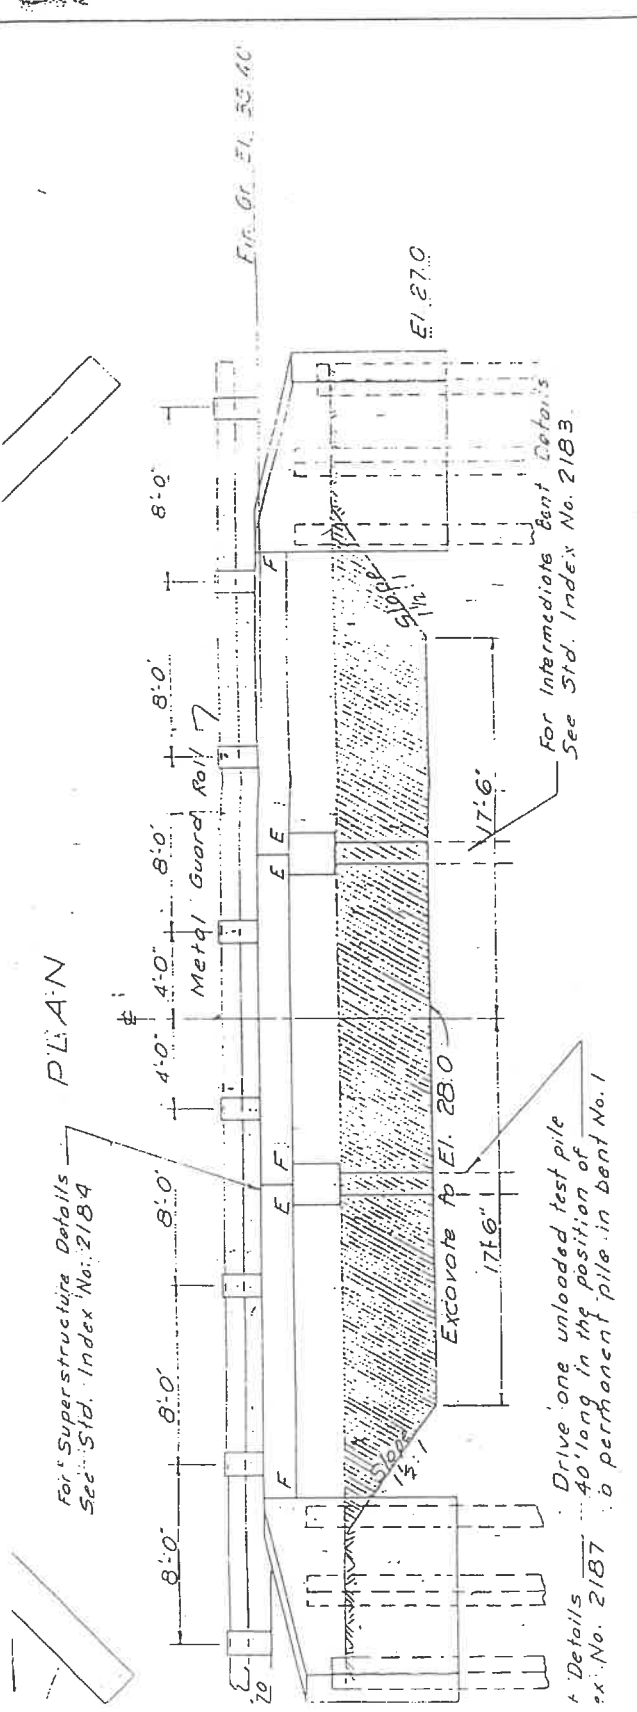 PLAN
For Superstructure Details
See Std. Index No. 2184
8'-0" 8'-0" 8'-0" 4'-0" 4'-0" 8'-0" 8'-0" 8'-0"
Metal Guard Rail
Fin. Gr. El. 35.40
F E F E E F
Slope
1½:1
Slope
1½:1
El. 27.0
Excavate to El. 28.0
17'-6" 17'-6"
Details
No. 2187
Drive one unloaded test pile
40' long in the position of
a permanent pile in bent No. 1
For Intermediate Bent Details
See Std. Index No. 2183